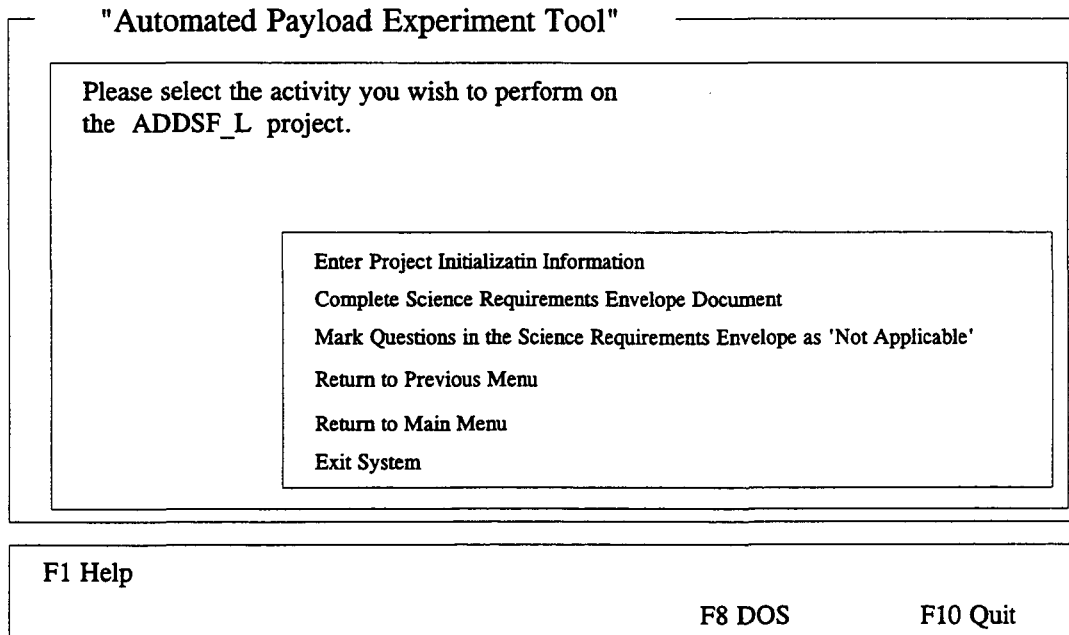 "Automated Payload Experiment Tool"
Please select the activity you wish to perform on
the ADDSF_L project.
Enter Project Initializatin Information
Complete Science Requirements Envelope Document
Mark Questions in the Science Requirements Envelope as 'Not Applicable'
Return to Previous Menu
Return to Main Menu
Exit System
F1 Help
F8 DOS F10 Quit